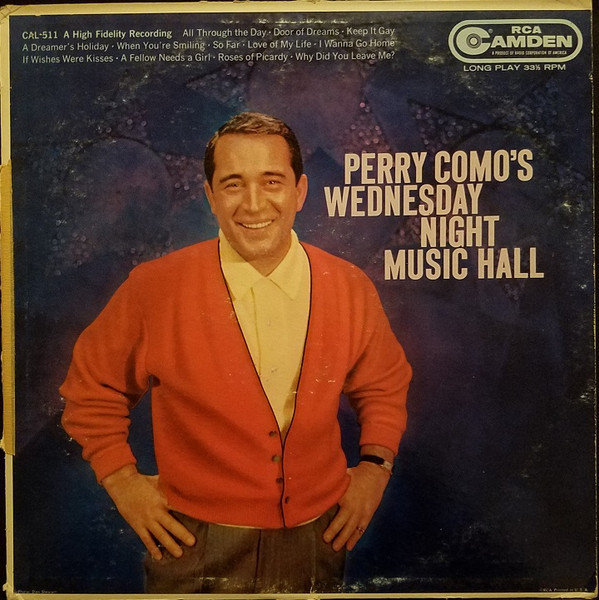 CAL-511 A High Fidelity Recording All Through the Day • Door of Dreams • Keep It Gay
A Dreamer's Holiday • When You're Smiling • So Far • Love of My Life • I Wanna Go Home
If Wishes Were Kisses • A Fellow Needs a Girl • Roses of Picardy • Why Did You Leave Me?
RCA
CAMDEN
A PRODUCT OF RADIO CORPORATION OF AMERICA
LONG PLAY 33⅓ RPM
PERRY COMO'S
WEDNESDAY
NIGHT
MUSIC HALL